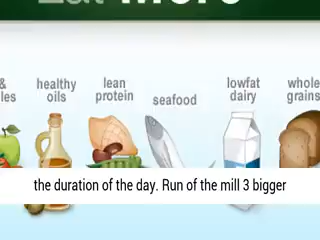 Eat More
& healthy lean seafood lowfat whole
les oils protein dairy grains
the duration of the day. Run of the mill 3 bigger